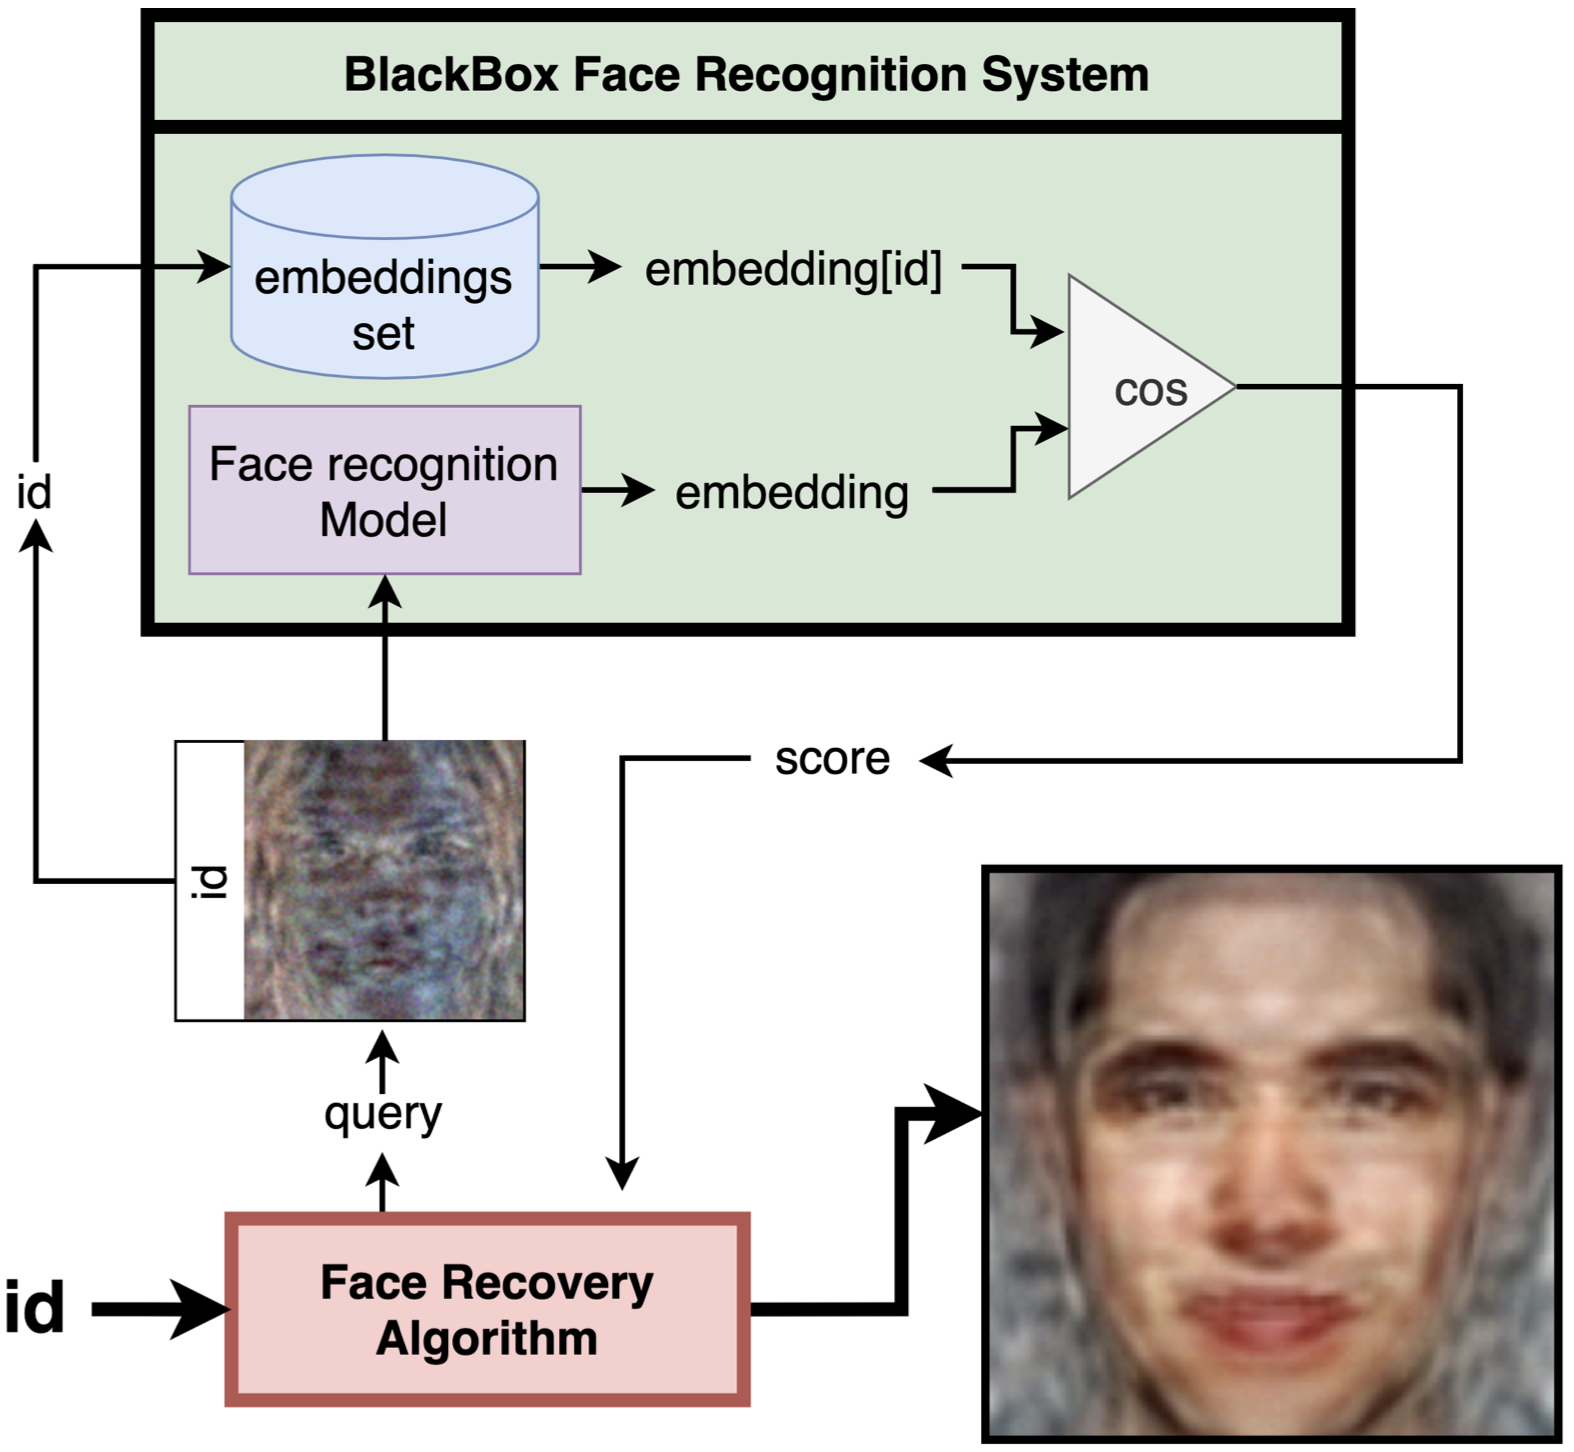 BlackBox Face Recognition System
embeddings
set
embedding[id]
cos
Face recognition
Model
embedding
id
score
id
query
id
Face Recovery
Algorithm